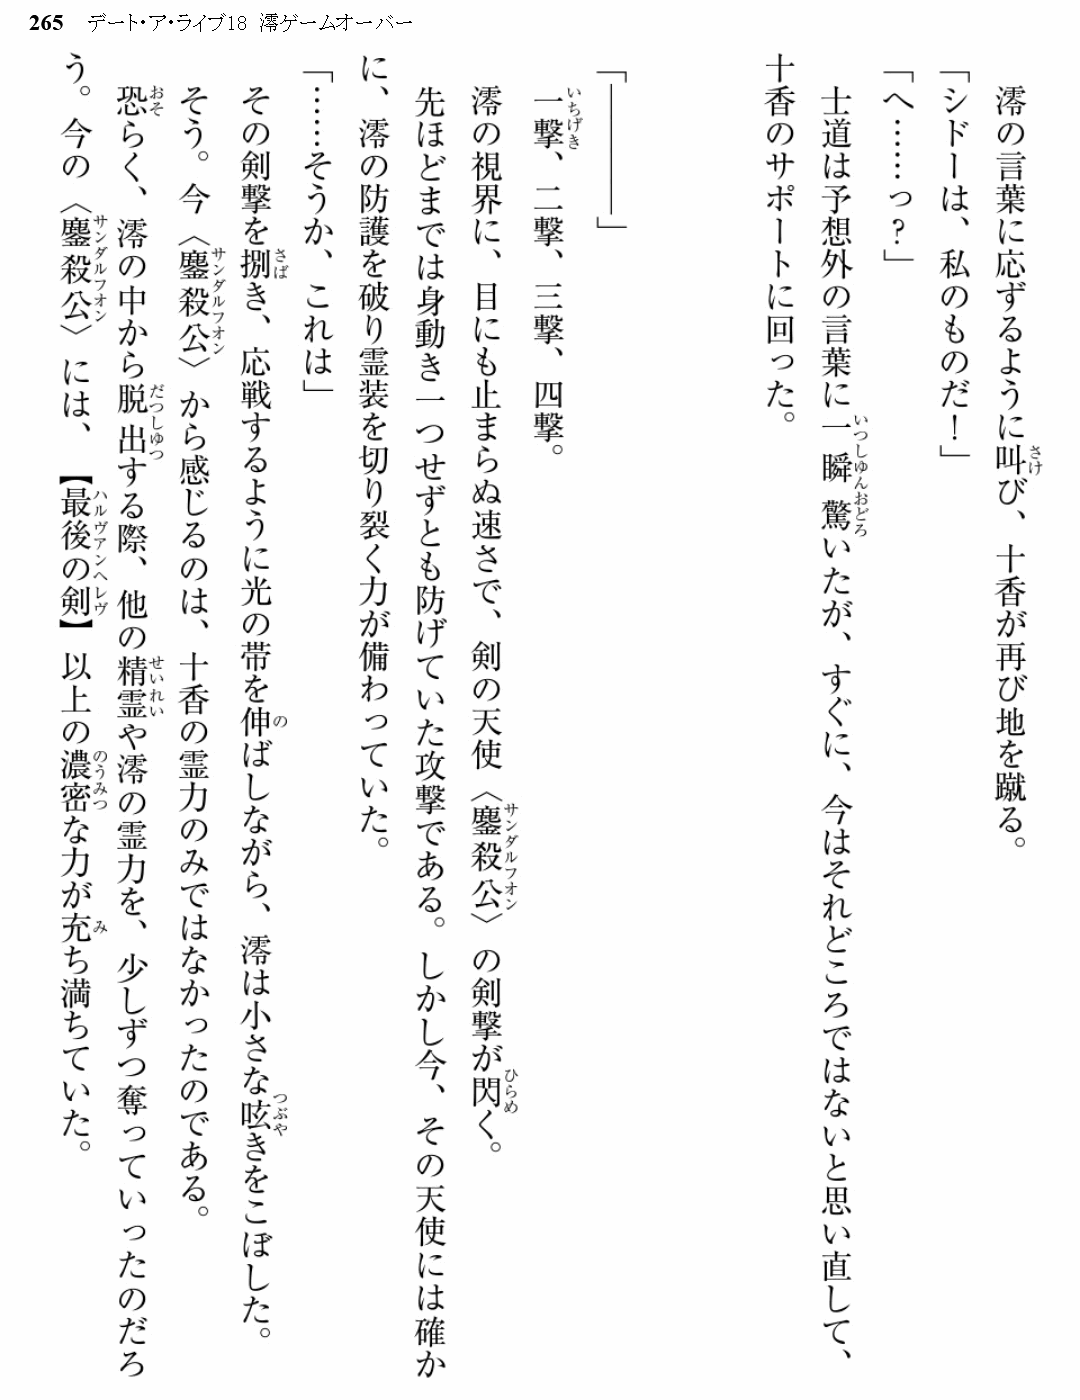 265 デート・ア・ライブ18 澪ゲームオーバー
澪の言葉に応ずるように叫び、十香が再び地を蹴る。
「シドーは、私のものだ！」
「へ……っ？」
士道は予想外の言葉に一瞬驚いたが、すぐに、今はそれどころではないと思い直して、
十香のサポートに回った。
「――――」
一撃、二撃、三撃、四撃。
澪の視界に、目にも止まらぬ速さで、剣の天使〈鏖殺公〉の剣撃が閃く。
先ほどまでは身動き一つせずとも防げていた攻撃である。しかし今、その天使には確か
に、澪の防護を破り霊装を切り裂く力が備わっていた。
「……そうか、これは」
その剣撃を捌き、応戦するように光の帯を伸ばしながら、澪は小さな呟きをこぼした。
そう。今〈鏖殺公〉から感じるのは、十香の霊力のみではなかったのである。
恐らく、澪の中から脱出する際、他の精霊や澪の霊力を、少しずつ奪っていったのだろ
う。今の〈鏖殺公〉には、【最後の剣】以上の濃密な力が充ち満ちていた。